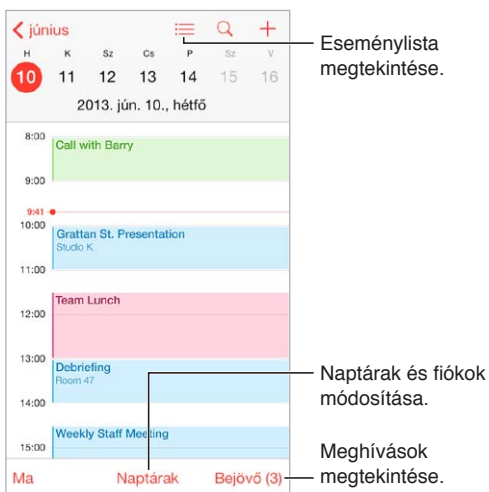 június
H K Sz Cs P Sz V
10 11 12 13 14 15 16
2013. jún. 10., hétfő
8:00
Call with Barry
9:00
9:41
10:00
Grattan St. Presentation
Studio K
11:00
Team Lunch
12:00
13:00
Debriefing
Room 47
14:00
Weekly Staff Meeting
15:00
Ma Naptárak Bejövő (3)
Eseménylista
megtekintése.
Naptárak és fiókok
módosítása.
Meghívások
megtekintése.